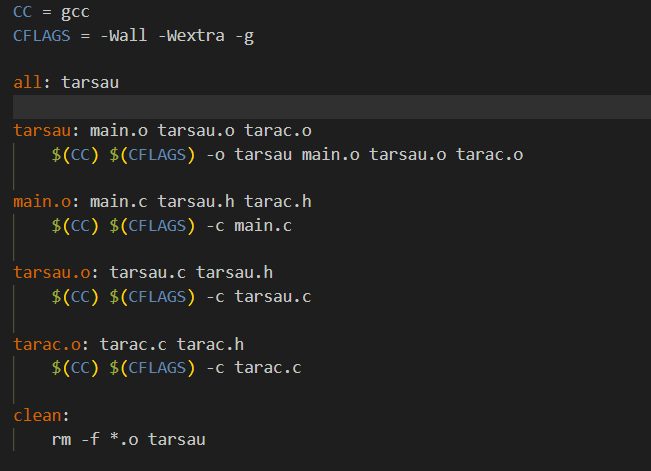 CC = gcc
CFLAGS = -Wall -Wextra -g
all: tarsau
tarsau: main.o tarsau.o tarac.o
$(CC) $(CFLAGS) -o tarsau main.o tarsau.o tarac.o
main.o: main.c tarsau.h tarac.h
$(CC) $(CFLAGS) -c main.c
tarsau.o: tarsau.c tarsau.h
$(CC) $(CFLAGS) -c tarsau.c
tarac.o: tarac.c tarac.h
$(CC) $(CFLAGS) -c tarac.c
clean:
rm -f *.o tarsau